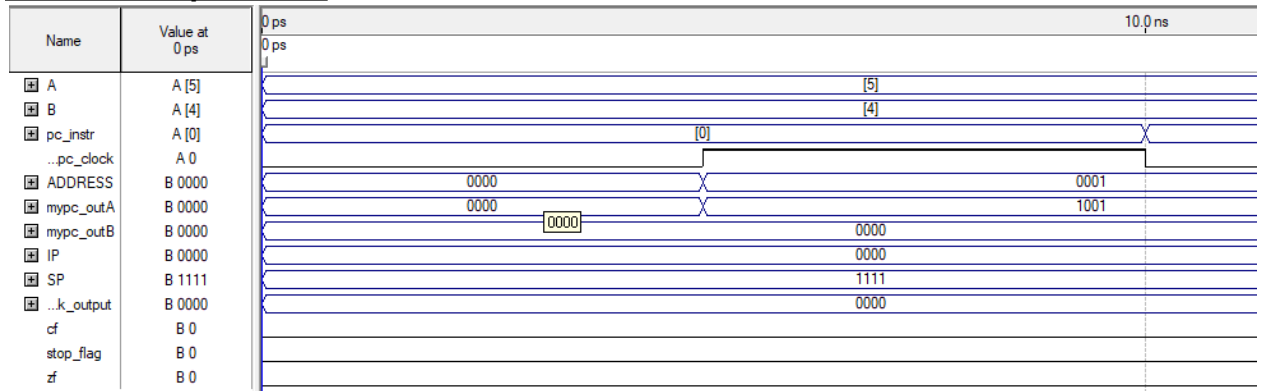 Name Value at 0 ps 0 ps 10.0 ns
0 ps
A A [5] [5]
B A [4] [4]
pc_instr A [0] [0]
...pc_clock A 0
ADDRESS B 0000 0000 0001
mypc_outA B 0000 0000 1001
0000
mypc_outB B 0000 0000
IP B 0000 0000
SP B 1111 1111
...k_output B 0000 0000
cf B 0
stop_flag B 0
zf B 0